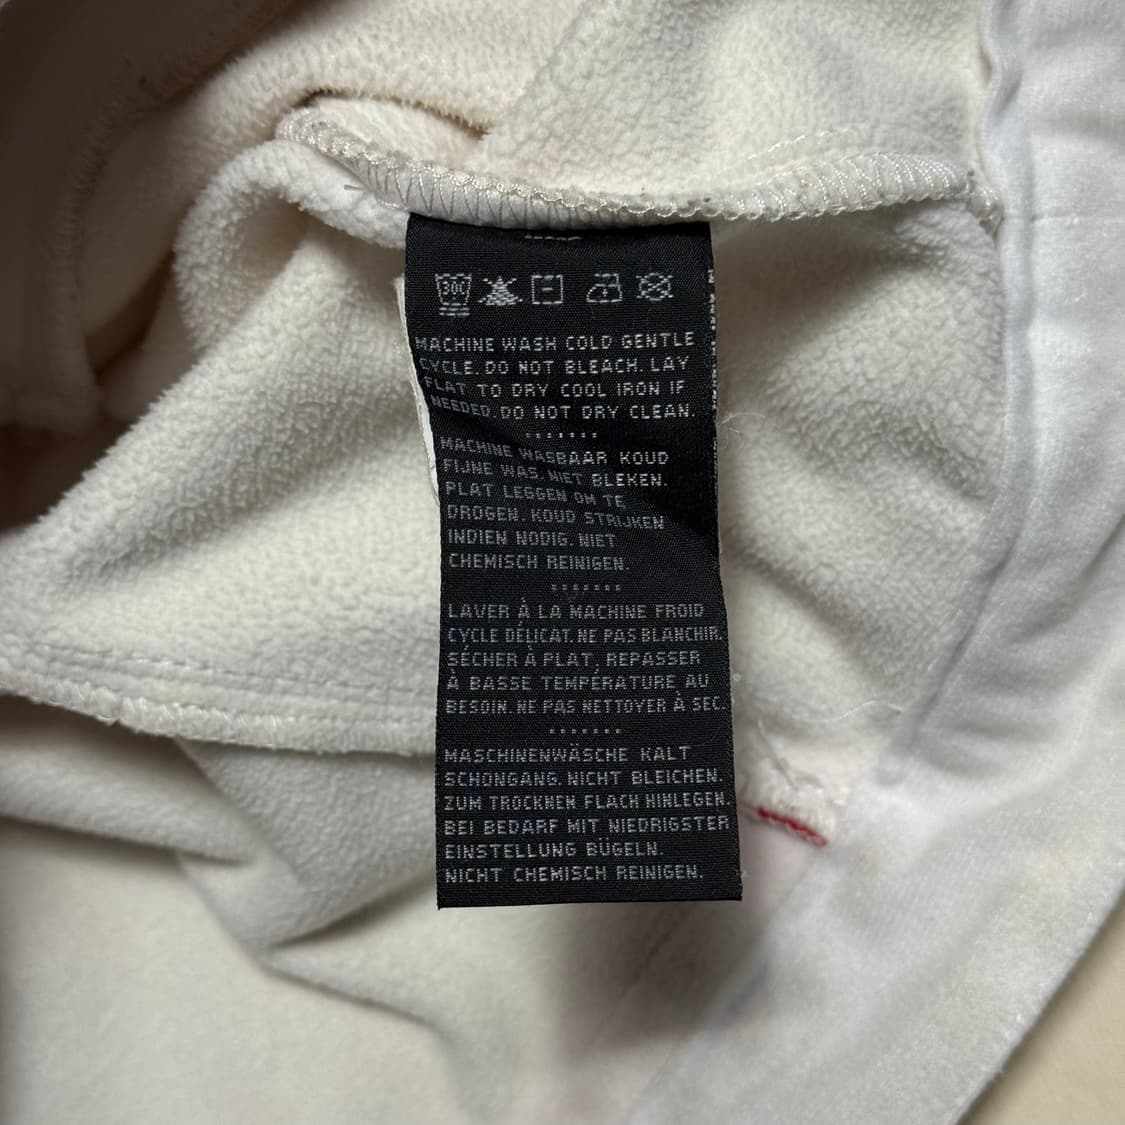 30C
MACHINE WASH COLD GENTLE
CYCLE. DO NOT BLEACH. LAY
FLAT TO DRY COOL IRON IF
NEEDED. DO NOT DRY CLEAN.
MACHINE WASBAAR KOUD
FIJNE WAS. NIET BLEKEN.
PLAT LEGGEN OM TE
DROGEN. KOUD STRIJKEN
INDIEN NODIG. NIET
CHEMISCH REINIGEN.
LAVER À LA MACHINE FROID
CYCLE DÉLICAT. NE PAS BLANCHIR.
SÉCHER À PLAT, REPASSER
À BASSE TEMPÉRATURE AU
BESOIN. NE PAS NETTOYER À SEC.
MASCHINENWÄSCHE KALT
SCHONGANG. NICHT BLEICHEN.
ZUM TROCKNEN FLACH HINLEGEN.
BEI BEDARF MIT NIEDRIGSTER
EINSTELLUNG BÜGELN.
NICHT CHEMISCH REINIGEN.